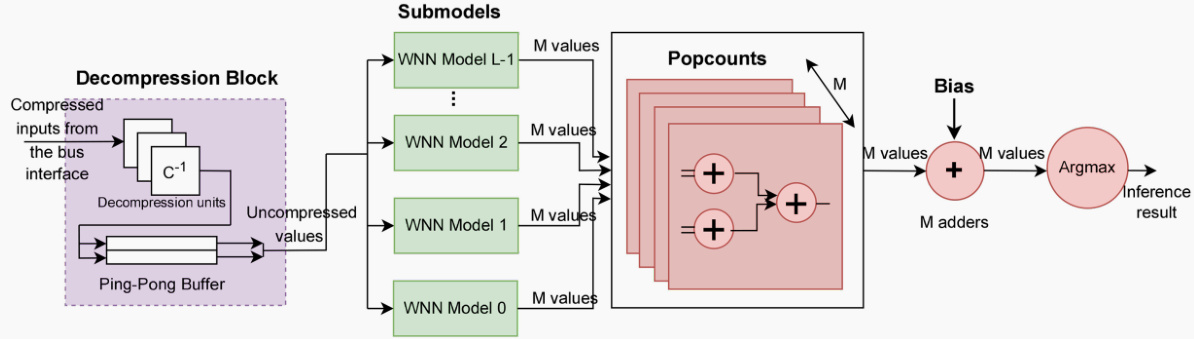 Submodels
Decompression Block
Compressed
inputs from
the bus
interface
C⁻¹
Decompression units
Ping-Pong Buffer
Uncompressed
values
WNN Model L-1
...
WNN Model 2
WNN Model 1
WNN Model 0
M values
M values
M values
M values
Popcounts
M
=
+
=
+
+
M values
Bias
+
M adders
M values
Argmax
Inference
result